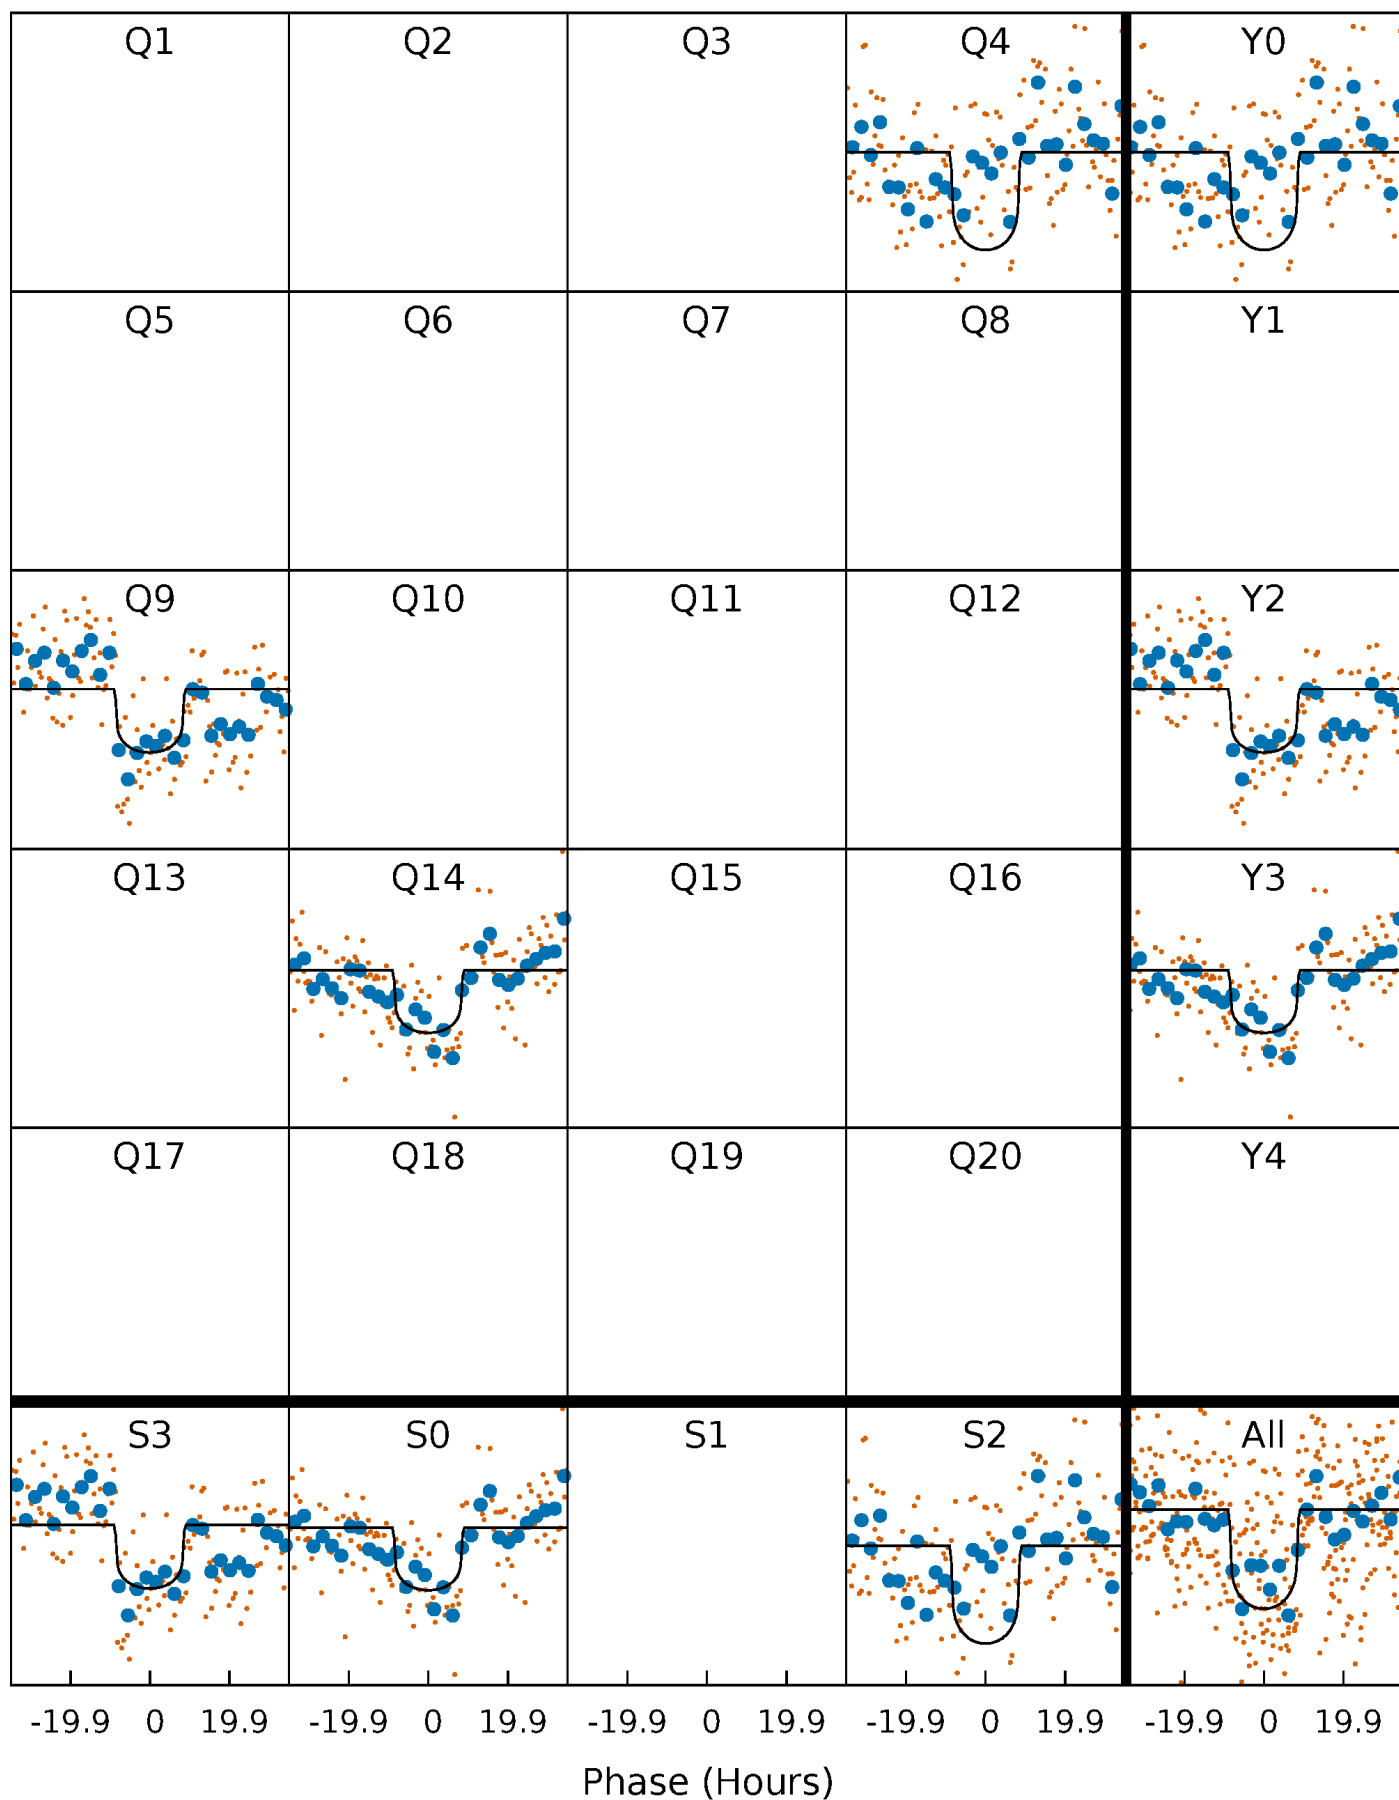 Q1 Q2 Q3 Q4 Y0
Q5 Q6 Q7 Q8 Y1
Q9 Q10 Q11 Q12 Y2
Q13 Q14 Q15 Q16 Y3
Q17 Q18 Q19 Q20 Y4
S3 S0 S1 S2 All
-19.9 0 19.9 -19.9 0 19.9 -19.9 0 19.9 -19.9 0 19.9 -19.9 0 19.9
Phase (Hours)